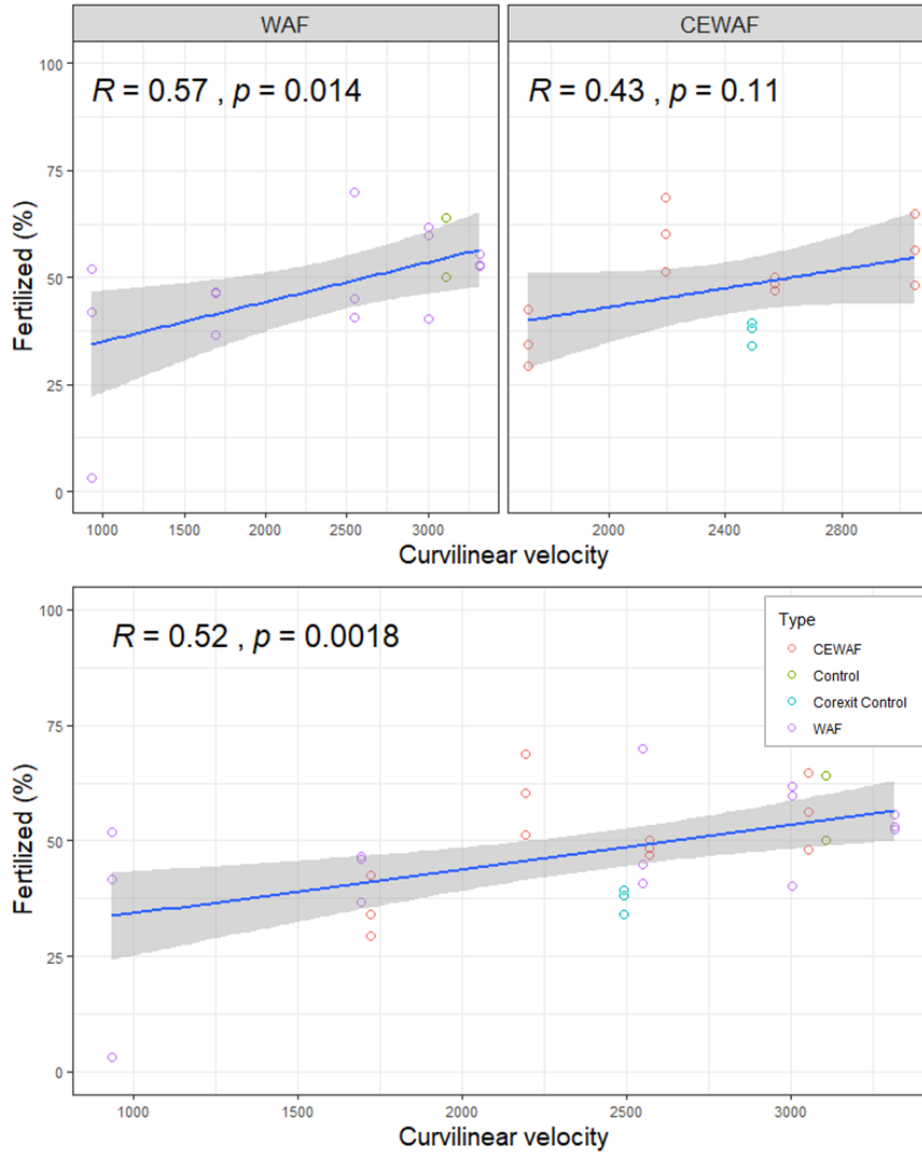 WAF
CEWAF
R = 0.57 , p = 0.014
R = 0.43 , p = 0.11
100
75
50
25
0
Fertilized (%)
1000 1500 2000 2500 3000
2000 2400 2800
Curvilinear velocity
Curvilinear velocity
R = 0.52 , p = 0.0018
Type
CEWAF
Control
Corexit Control
WAF
100
75
50
25
0
Fertilized (%)
1000 1500 2000 2500 3000
Curvilinear velocity